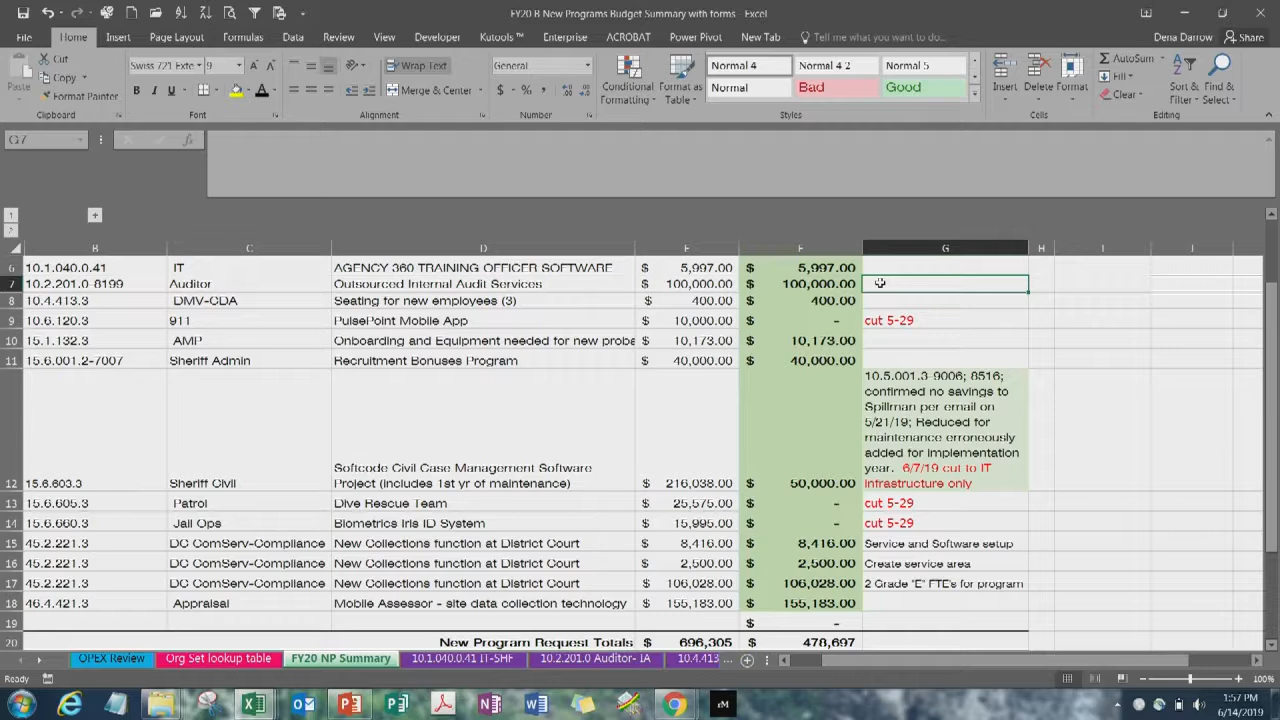 FY20 B New Programs Budget Summary with forms - Excel
File Home Insert Page Layout Formulas Data Review View Developer Kutools ™ Enterprise ACROBAT Power Pivot New Tab Tell me what you want to do... Dena Darrow Share
Paste Cut Copy Format Painter Clipboard
Swiss 721 Exte 9 B I U Font
Wrap Text Merge & Center Alignment
General $ % , Number
Conditional Formatting Format as Table
Normal 4 Normal 4 2 Normal 5
Normal Bad Good
Styles
Insert Delete Format Cells
AutoSum Fill Clear Sort & Filter Find & Select Editing
G7
1
2
B C D E F G H I J
6 10.1.040.0.41 IT AGENCY 360 TRAINING OFFICER SOFTWARE $ 5,997.00 $ 5,997.00
7 10.2.201.0-8199 Auditor Outsourced Internal Audit Services $ 100,000.00 $ 100,000.00
8 10.4.413.3 DMV-CDA Seating for new employees (3) $ 400.00 $ 400.00
9 10.6.120.3 911 PulsePoint Mobile App $ 10,000.00 $ - cut 5-29
10 15.1.132.3 AMP Onboarding and Equipment needed for new proba $ 10,173.00 $ 10,173.00
11 15.6.001.2-7007 Sheriff Admin Recruitment Bonuses Program $ 40,000.00 $ 40,000.00
10.5.001.3-9006; 8516;
confirmed no savings to
Spillman per email on
5/21/19; Reduced for
maintenance erroneously
added for implementation
year. 6/7/19 cut to IT
Infrastructure only
Softcode Civil Case Management Software
12 15.6.603.3 Sheriff Civil Project (includes 1st yr of maintenance) $ 216,038.00 $ 50,000.00
13 15.6.605.3 Patrol Dive Rescue Team $ 25,575.00 $ - cut 5-29
14 15.6.660.3 Jail Ops Biometrics Iris ID System $ 15,995.00 $ - cut 5-29
15 45.2.221.3 DC ComServ-Compliance New Collections function at District Court $ 8,416.00 $ 8,416.00 Service and Software setup
16 45.2.221.3 DC ComServ-Compliance New Collections function at District Court $ 2,500.00 $ 2,500.00 Create service area
17 45.2.221.3 DC ComServ-Compliance New Collections function at District Court $ 106,028.00 $ 106,028.00 2 Grade "E" FTE's for program
18 46.4.421.3 Appraisal Mobile Assessor - site data collection technology $ 155,183.00 $ 155,183.00
19 $ -
20 New Program Request Totals $ 696,305 $ 478,697
OPEX Review Org Set lookup table FY20 NP Summary 10.1.040.0.41 IT-SHF 10.2.201.0 Auditor- IA 10.4.413 ...
Ready 100%
1:57 PM
6/14/2019